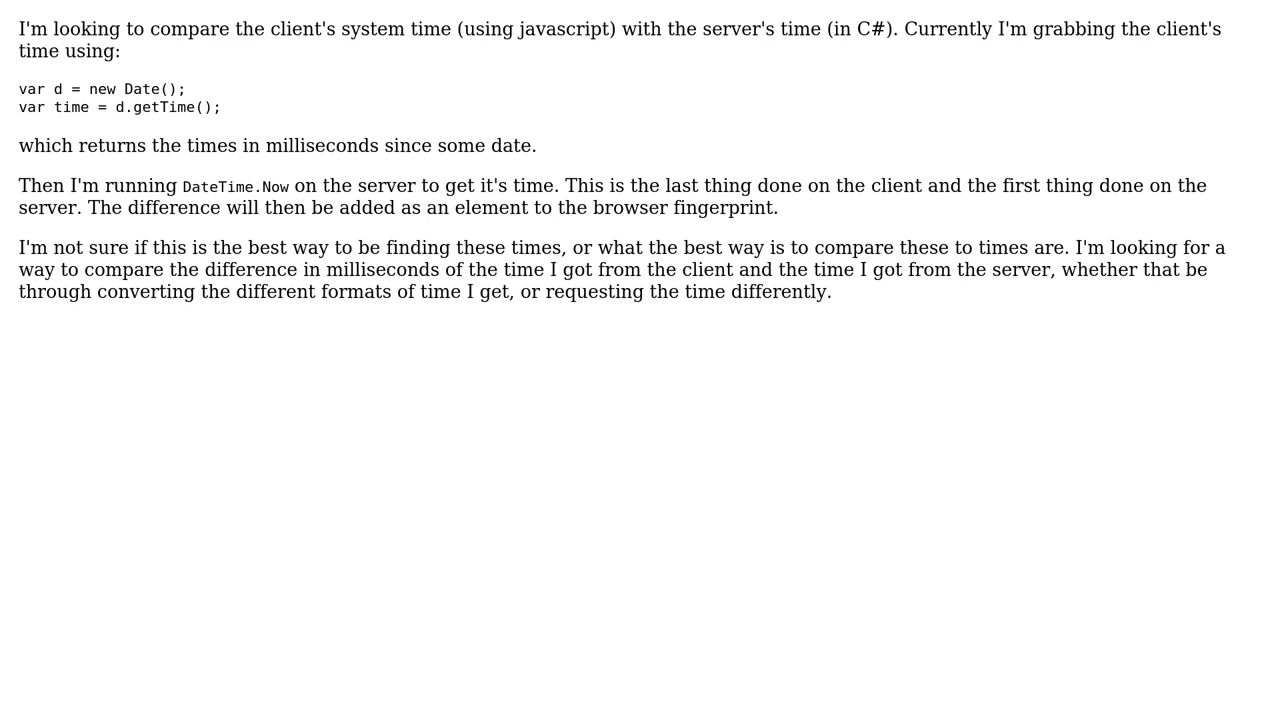 I'm looking to compare the client's system time (using javascript) with the server's time (in C#). Currently I'm grabbing the client's
time using:
var d = new Date();
var time = d.getTime();
which returns the times in milliseconds since some date.
Then I'm running DateTime.Now on the server to get it's time. This is the last thing done on the client and the first thing done on the
server. The difference will then be added as an element to the browser fingerprint.
I'm not sure if this is the best way to be finding these times, or what the best way is to compare these to times are. I'm looking for a
way to compare the difference in milliseconds of the time I got from the client and the time I got from the server, whether that be
through converting the different formats of time I get, or requesting the time differently.